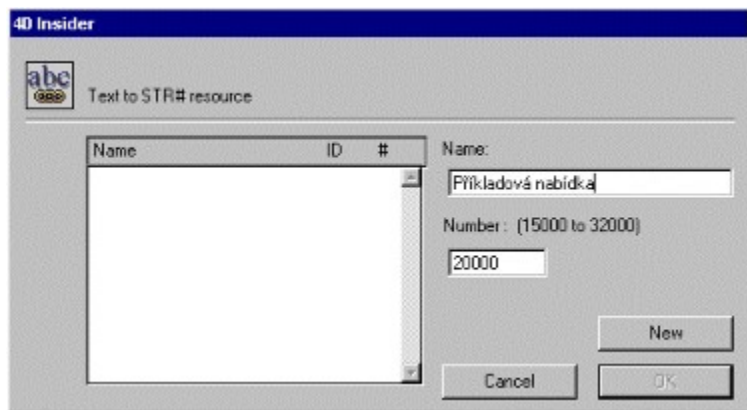 4D Insider
abc
Text to STR# resource
Name ID #
Name:
Příkladová nabídka
Number: (15000 to 32000)
20000
New
Cancel OK